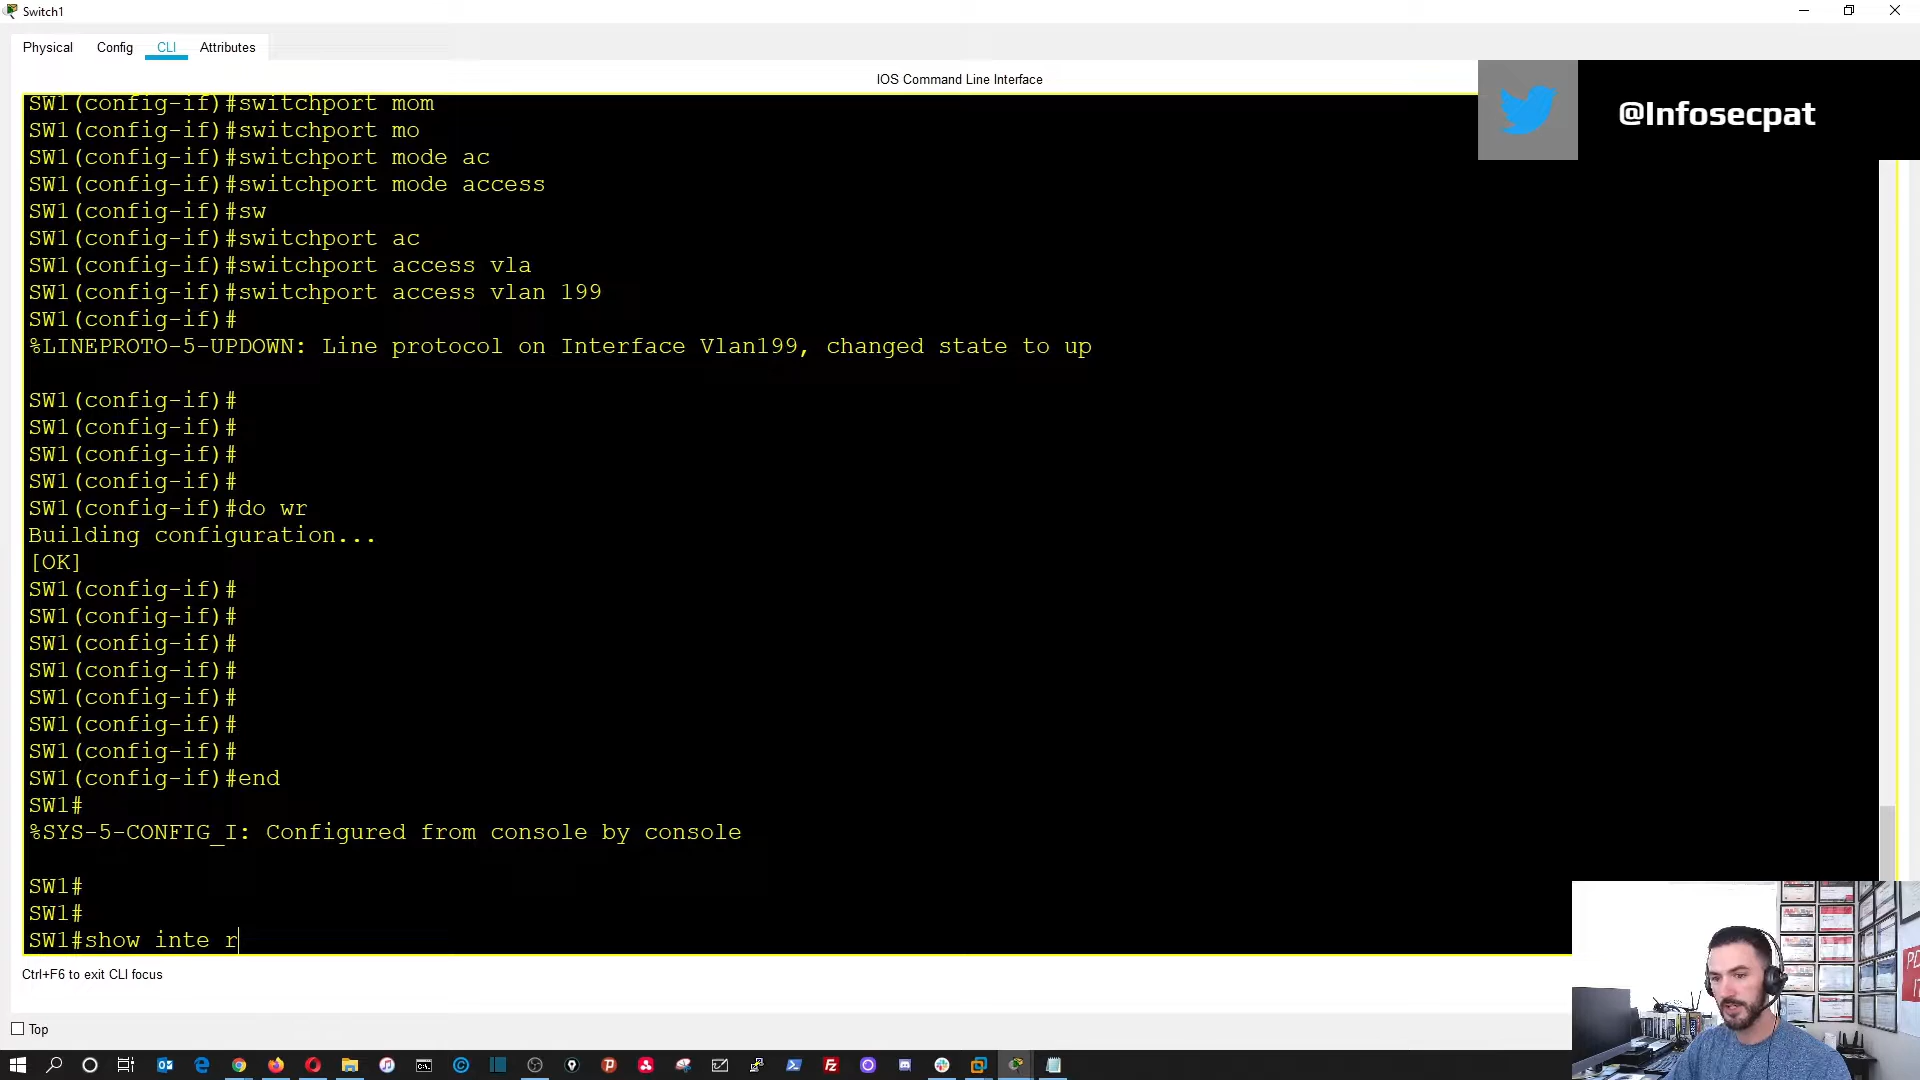 Switch1
Physical Config CLI Attributes
IOS Command Line Interface
@Infosecpat
SW1(config-if)#switchport mom
SW1(config-if)#switchport mo
SW1(config-if)#switchport mode ac
SW1(config-if)#switchport mode access
SW1(config-if)#sw
SW1(config-if)#switchport ac
SW1(config-if)#switchport access vla
SW1(config-if)#switchport access vlan 199
SW1(config-if)#
%LINEPROTO-5-UPDOWN: Line protocol on Interface Vlan199, changed state to up
SW1(config-if)#
SW1(config-if)#
SW1(config-if)#
SW1(config-if)#
SW1(config-if)#do wr
Building configuration...
[OK]
SW1(config-if)#
SW1(config-if)#
SW1(config-if)#
SW1(config-if)#
SW1(config-if)#
SW1(config-if)#
SW1(config-if)#
SW1(config-if)#end
SW1#
%SYS-5-CONFIG_I: Configured from console by console
SW1#
SW1#
SW1#show inte r
Ctrl+F6 to exit CLI focus
Top